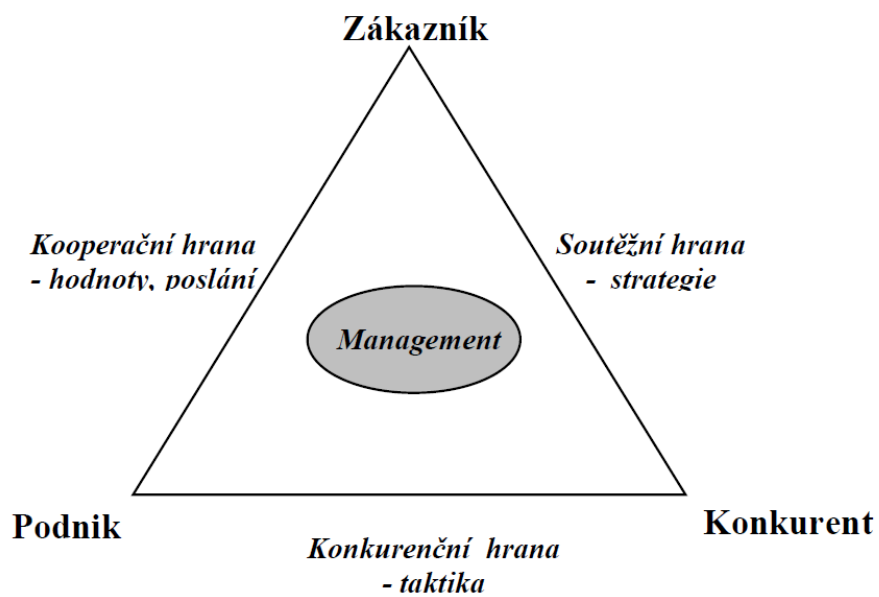 Zákazník
Kooperační hrana
- hodnoty, poslání
Soutěžní hrana
- strategie
Management
Podnik
Konkurent
Konkurenční hrana
- taktika